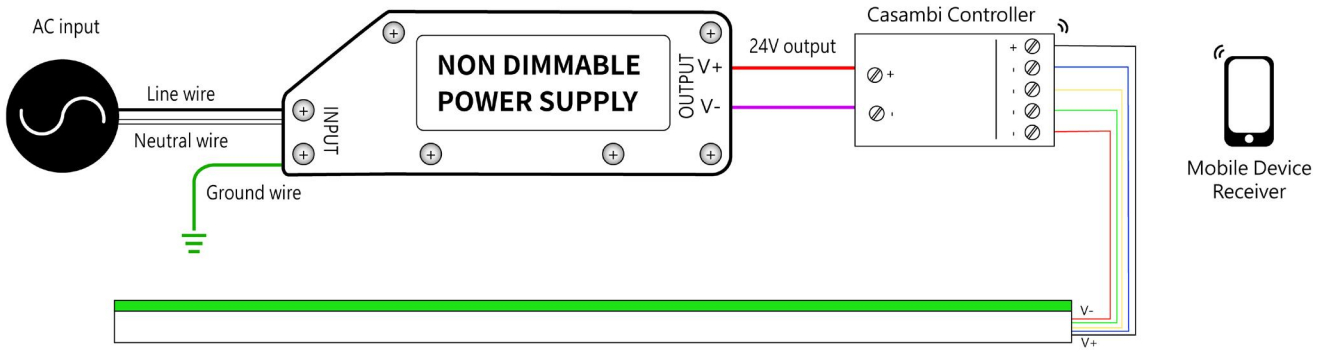 AC input
Line wire
Neutral wire
Ground wire
INPUT
NON DIMMABLE
POWER SUPPLY
OUTPUT
V+
V-
24V output
Casambi Controller
+
-
+
-
-
-
-
Mobile Device
Receiver
V-
V+